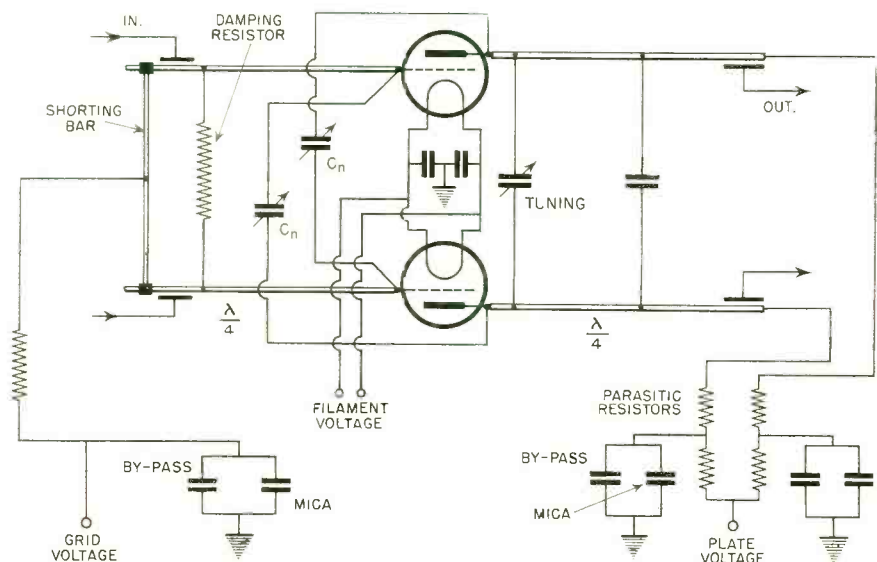 IN.
DAMPING
RESISTOR
SHORTING
BAR
Cn
Cn
TUNING
OUT.
λ/4
λ/4
FILAMENT
VOLTAGE
PARASITIC
RESISTORS
BY-PASS
MICA
BY-PASS
MICA
GRID
VOLTAGE
PLATE
VOLTAGE